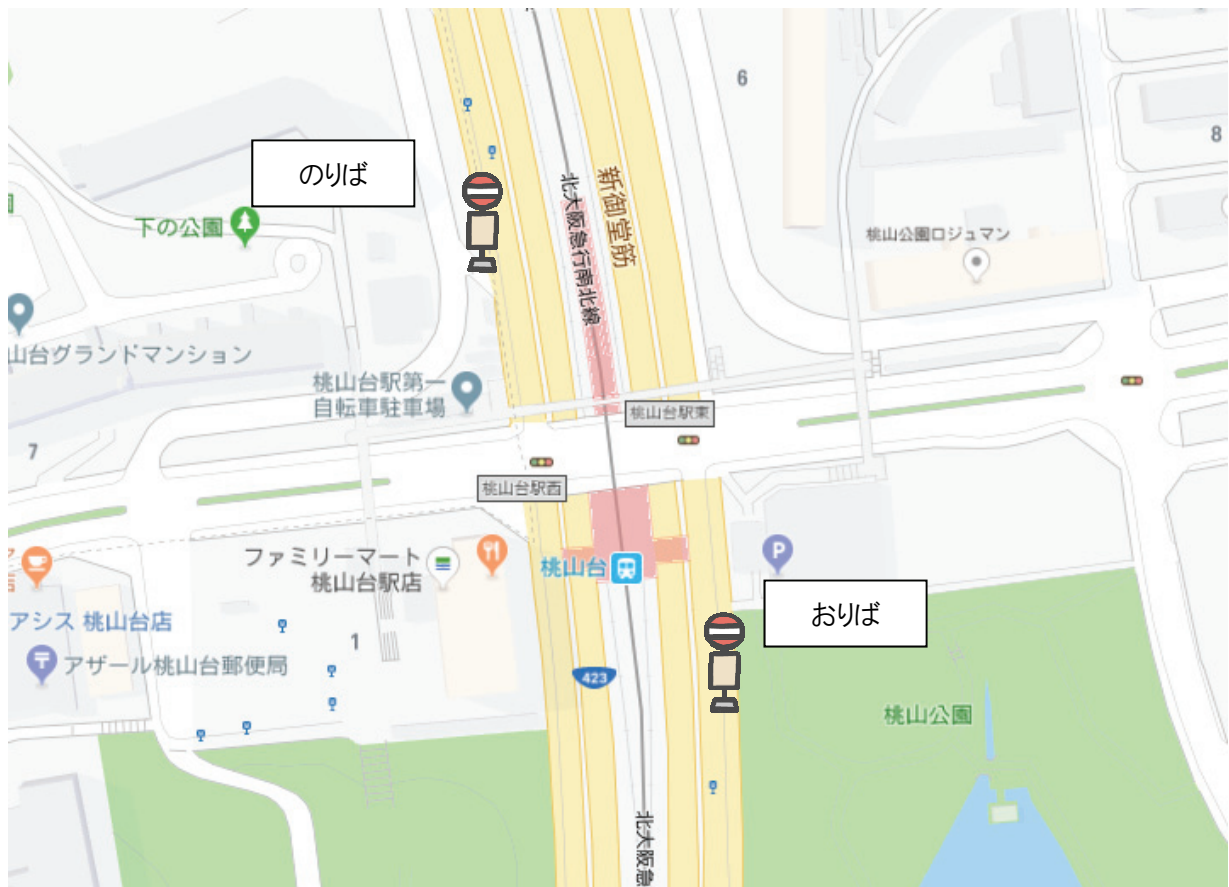 6
8
のりば
新御堂筋
北大阪急行南北線
園
下の公園
桃山公園ロジュマン
山台グランドマンション
桃山台駅第一
自転車駐車場
桃山台駅東
7
桃山台駅西
ファミリーマート
桃山台駅店
桃山台
P
ア
店
おりば
アシス 桃山台店
1
アザール桃山台郵便局
423
桃山公園
北大阪急